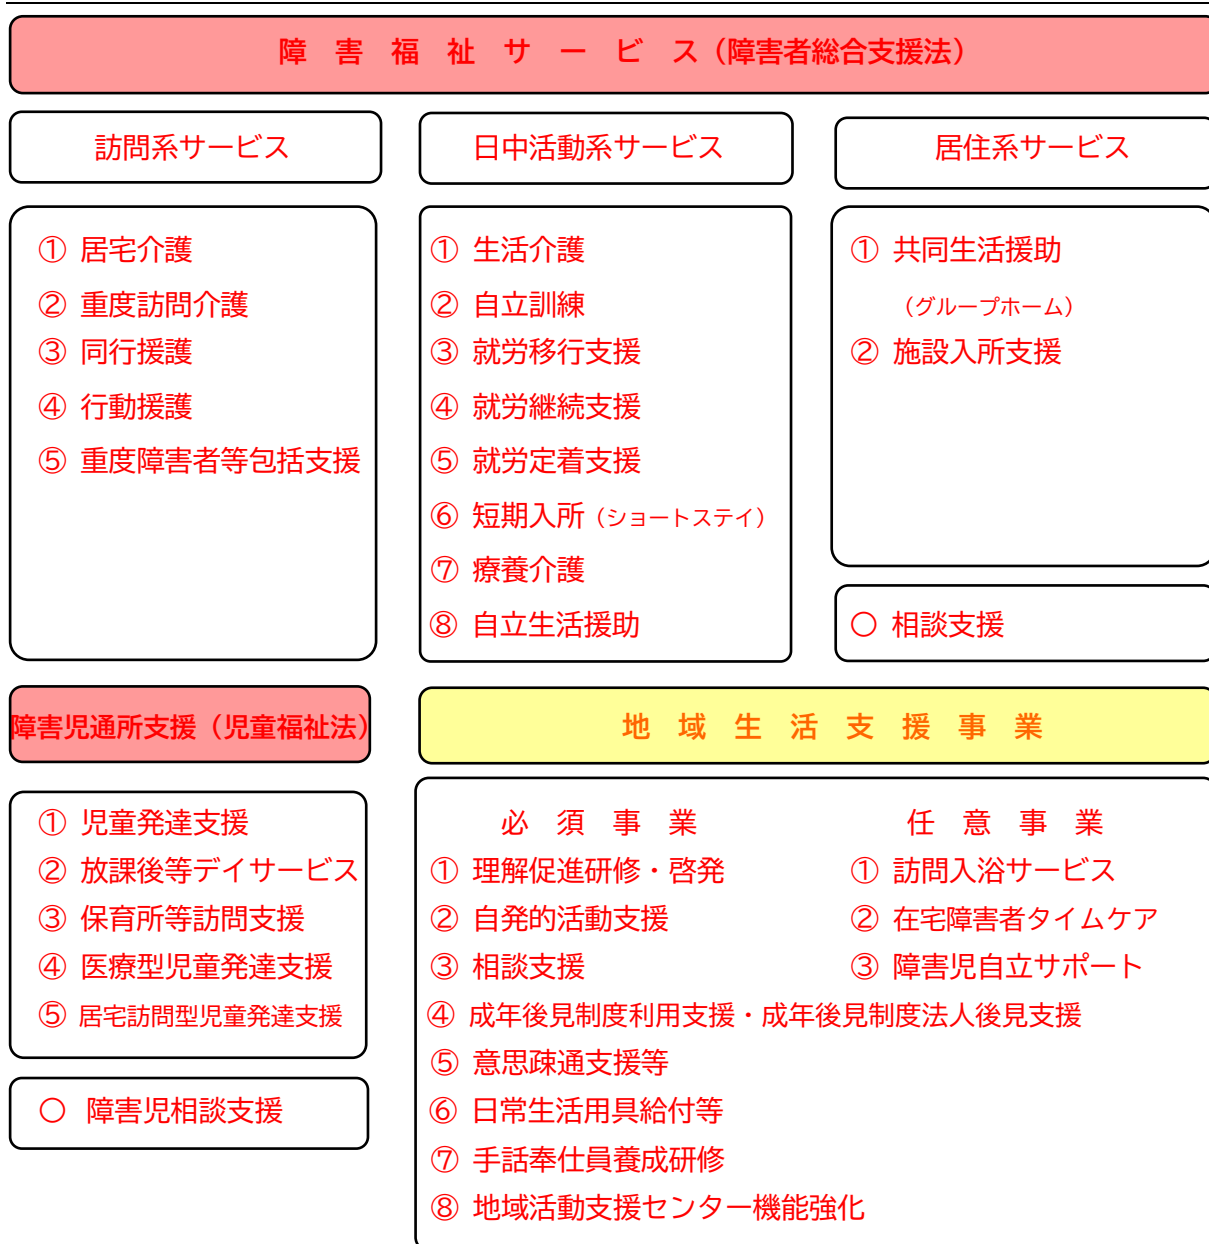 障害福祉サービス（障害者総合支援法）
訪問系サービス
① 居宅介護
② 重度訪問介護
③ 同行援護
④ 行動援護
⑤ 重度障害者等包括支援
日中活動系サービス
① 生活介護
② 自立訓練
③ 就労移行支援
④ 就労継続支援
⑤ 就労定着支援
⑥ 短期入所（ショートステイ）
⑦ 療養介護
⑧ 自立生活援助
居住系サービス
① 共同生活援助
（グループホーム）
② 施設入所支援
○ 相談支援
障害児通所支援（児童福祉法）
① 児童発達支援
② 放課後等デイサービス
③ 保育所等訪問支援
④ 医療型児童発達支援
⑤ 居宅訪問型児童発達支援
○ 障害児相談支援
地域生活支援事業
必須事業
① 理解促進研修・啓発
② 自発的活動支援
③ 相談支援
④ 成年後見制度利用支援・成年後見制度法人後見支援
⑤ 意思疎通支援等
⑥ 日常生活用具給付等
⑦ 手話奉仕員養成研修
⑧ 地域活動支援センター機能強化
任意事業
① 訪問入浴サービス
② 在宅障害者タイムケア
③ 障害児自立サポート